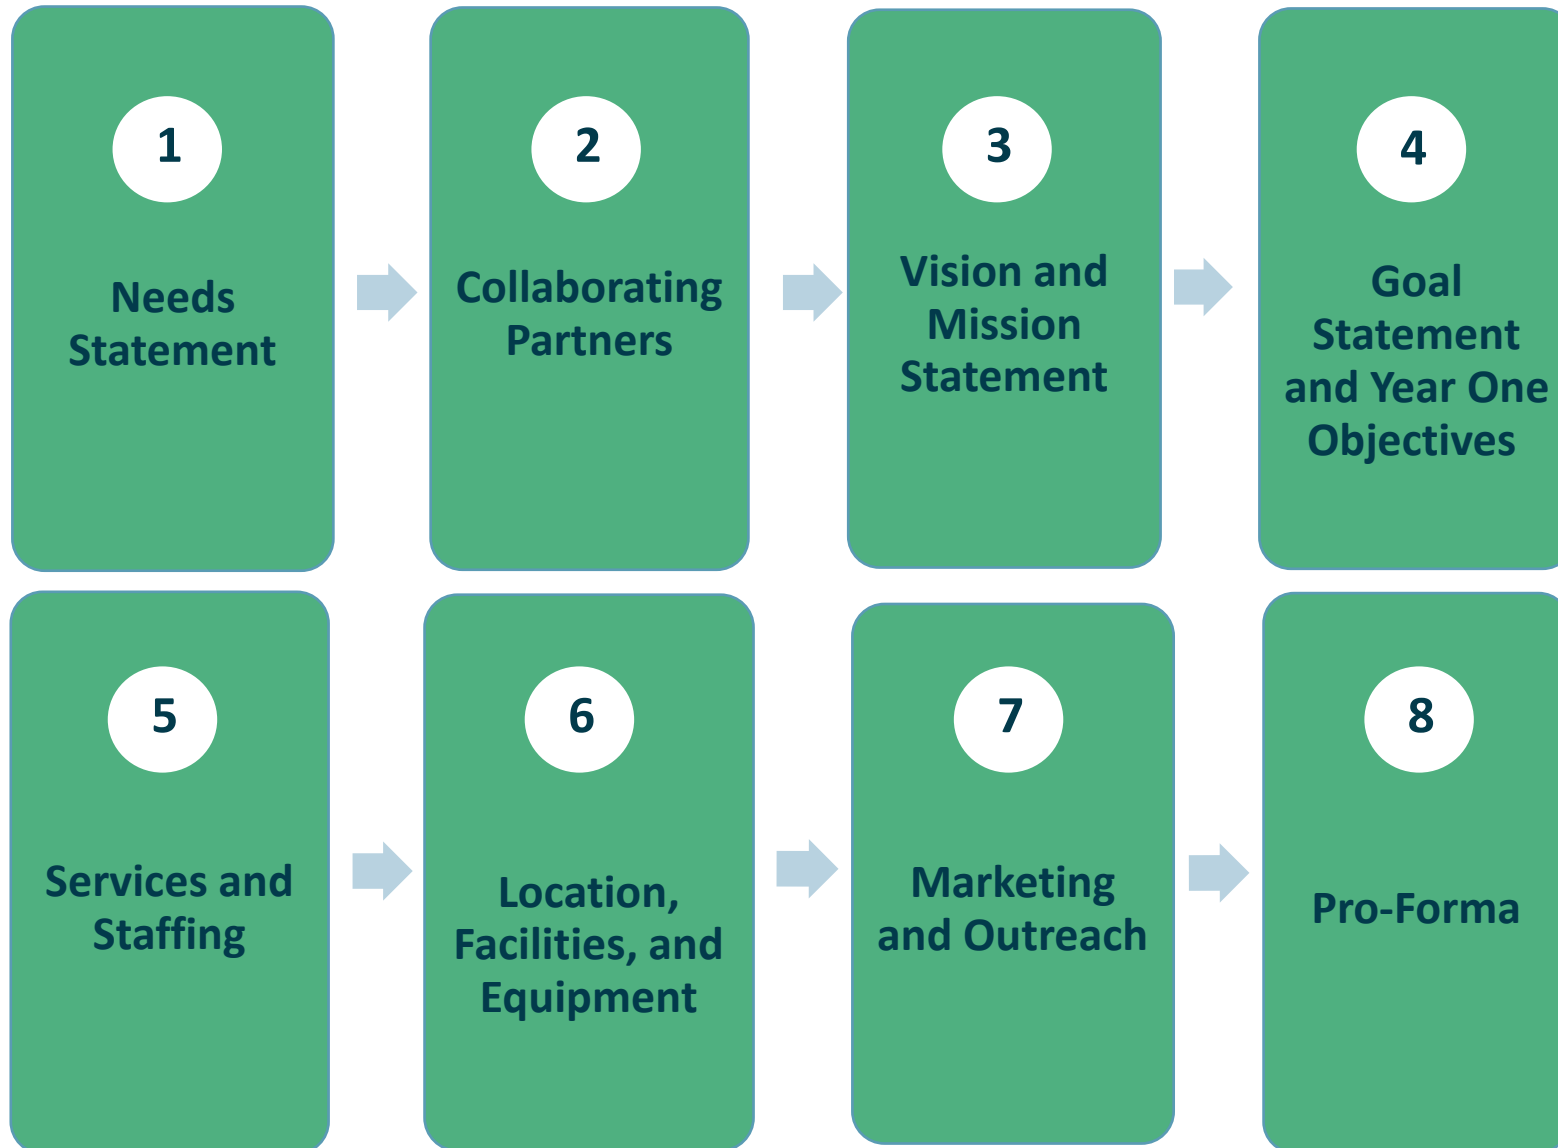 1
Needs
Statement
2
Collaborating
Partners
3
Vision and
Mission
Statement
4
Goal
Statement
and Year One
Objectives
5
Services and
Staffing
6
Location,
Facilities, and
Equipment
7
Marketing
and Outreach
8
Pro-Forma